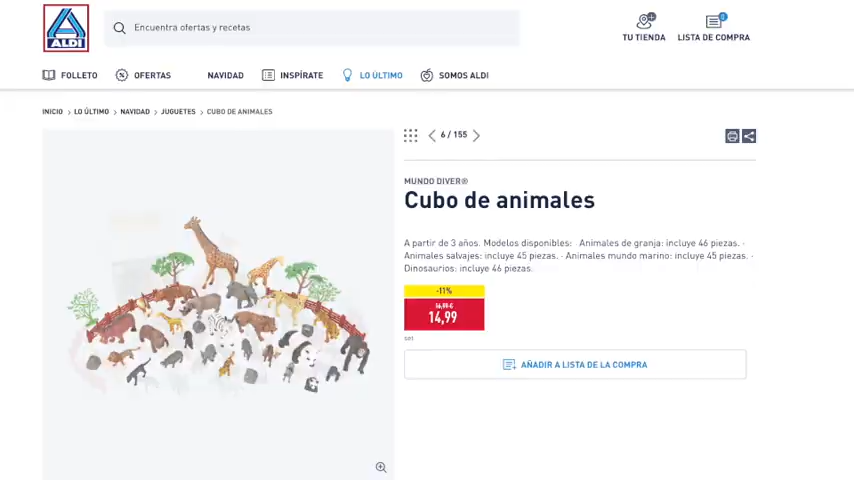 ALDI
Encuentra ofertas y recetas
TU TIENDA
LISTA DE COMPRA
FOLLETO
OFERTAS
NAVIDAD
INSPÍRATE
LO ÚLTIMO
SOMOS ALDI
INICIO > LO ÚLTIMO > NAVIDAD > JUGUETES > CUBO DE ANIMALES
6 / 155
MUNDO DIVER®
Cubo de animales
A partir de 3 años. Modelos disponibles: · Animales de granja: incluye 46 piezas. ·
Animales salvajes: incluye 45 piezas. · Animales mundo marino: incluye 45 piezas. ·
Dinosaurios: incluye 46 piezas.
-11%
16,99 €
14,99
set
AÑADIR A LISTA DE LA COMPRA